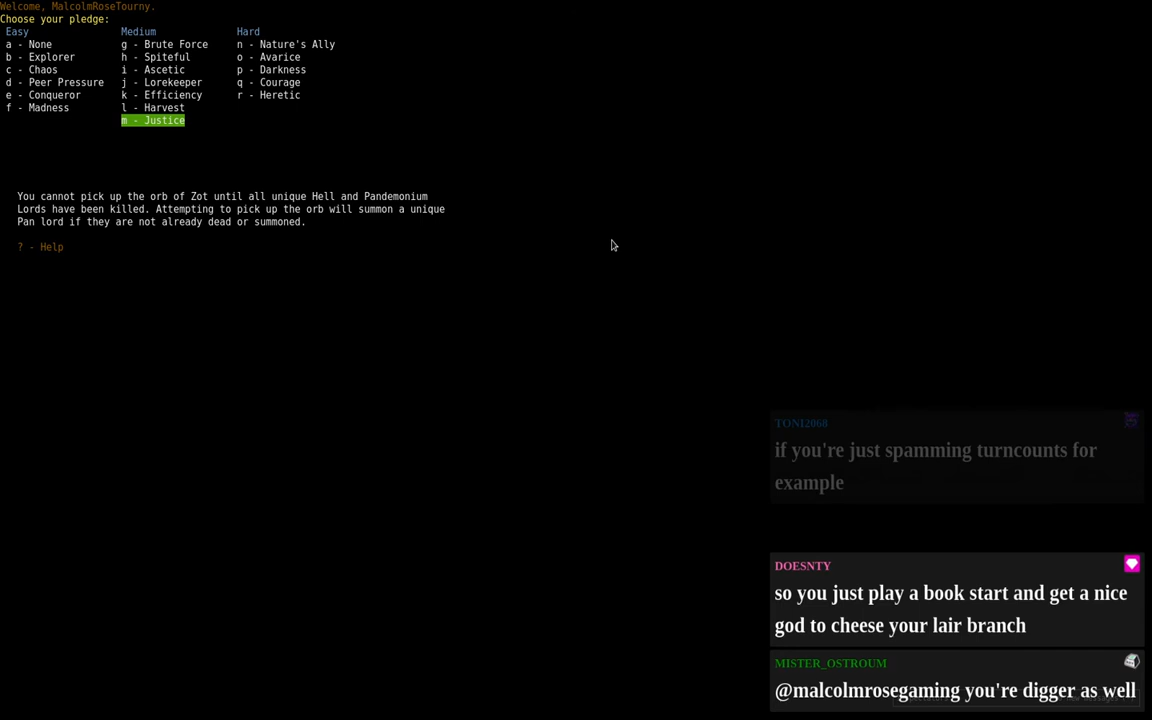 Welcome, MalcolmRoseTourny.
Choose your pledge:
Easy Medium Hard
a - None g - Brute Force n - Nature's Ally
b - Explorer h - Spiteful o - Avarice
c - Chaos i - Ascetic p - Darkness
d - Peer Pressure j - Lorekeeper q - Courage
e - Conqueror k - Efficiency r - Heretic
f - Madness l - Harvest
m - Justice
You cannot pick up the orb of Zot until all unique Hell and Pandemonium
Lords have been killed. Attempting to pick up the orb will summon a unique
Pan lord if they are not already dead or summoned.
? - Help
TONI2060
if you're just spamming turncounts for
example
DOESNTY
so you just play a book start and get a nice
god to cheese your lair branch
MISTER_OSTROUM
@malcolmrosegaming you're digger as well